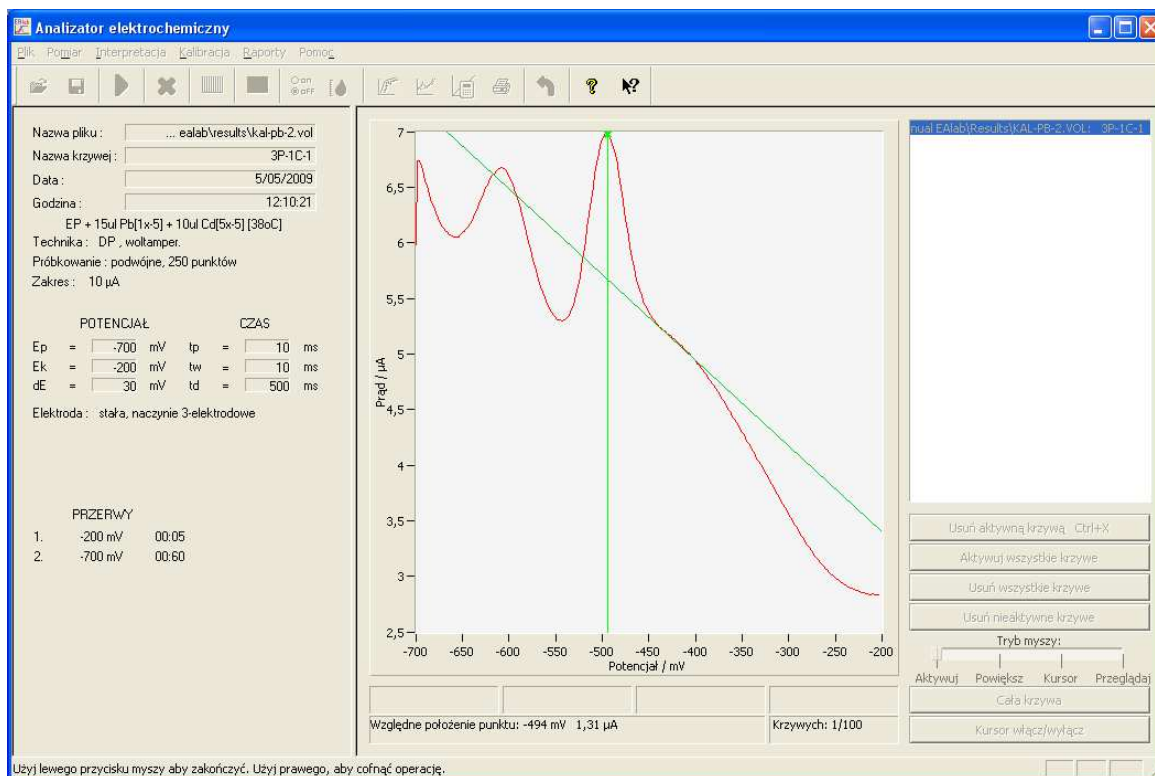 Analizator elektrochemiczny
Plik Pomiar Interpretacja Kalibracja Raporty Pomoc
on
off
Nazwa pliku : ... ealab\results\kal-pb-2.vol
Nazwa krzywej : 3P-1C-1
Data : 5/05/2009
Godzina : 12:10:21
EP + 15ul Pb[1x-5] + 10ul Cd[5x-5] [38oC]
Technika : DP , woltamper.
Próbkowanie : podwójne, 250 punktów
Zakres : 10 µA
POTENCJAŁ CZAS
Ep = -700 mV tp = 10 ms
Ek = -200 mV tw = 10 ms
dE = 30 mV td = 500 ms
Elektroda : stała, naczynie 3-elektrodowe
PRZERWY
1. -200 mV 00:05
2. -700 mV 00:60
7
6,5
6
5,5
5
4,5
4
3,5
3
2,5
Prąd / µA
-700 -650 -600 -550 -500 -450 -400 -350 -300 -250 -200
Potencjał / mV
Względne położenie punktu: -494 mV 1,31 µA
Krzywych: 1/100
nual EAlab\Results\KAL-PB-2.VOL: 3P-1C-1
Usuń aktywną krzywą Ctrl+X
Aktywuj wszystkie krzywe
Usuń wszystkie krzywe
Usuń nieaktywne krzywe
Tryb myszy:
Aktywuj Powiększ Kursor Przeglądaj
Cała krzywa
Kursor włącz/wyłącz
Użyj lewego przycisku myszy aby zakończyć. Użyj prawego, aby cofnąć operację.